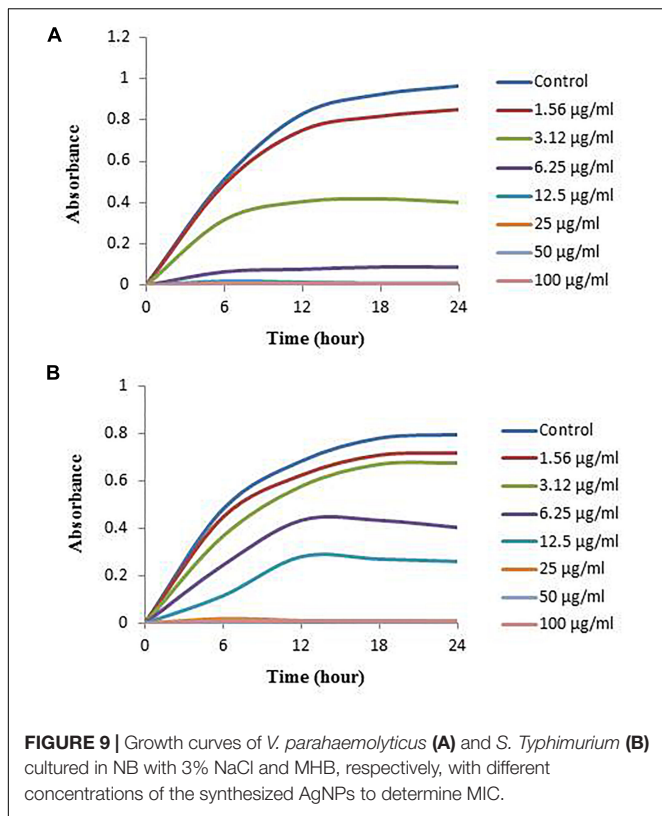 A
1.2
1
0.8
0.6
0.4
0.2
0
Absorbance
0 6 12 18 24
Time (hour)
Control
1.56 µg/ml
3.12 µg/ml
6.25 µg/ml
12.5 µg/ml
25 µg/ml
50 µg/ml
100 µg/ml
B
1
0.8
0.6
0.4
0.2
0
Absorbance
0 6 12 18 24
Time (hour)
Control
1.56 µg/ml
3.12 µg/ml
6.25 µg/ml
12.5 µg/ml
25 µg/ml
50 µg/ml
100 µg/ml
FIGURE 9 | Growth curves of V. parahaemolyticus (A) and S. Typhimurium (B)
cultured in NB with 3% NaCl and MHB, respectively, with different
concentrations of the synthesized AgNPs to determine MIC.